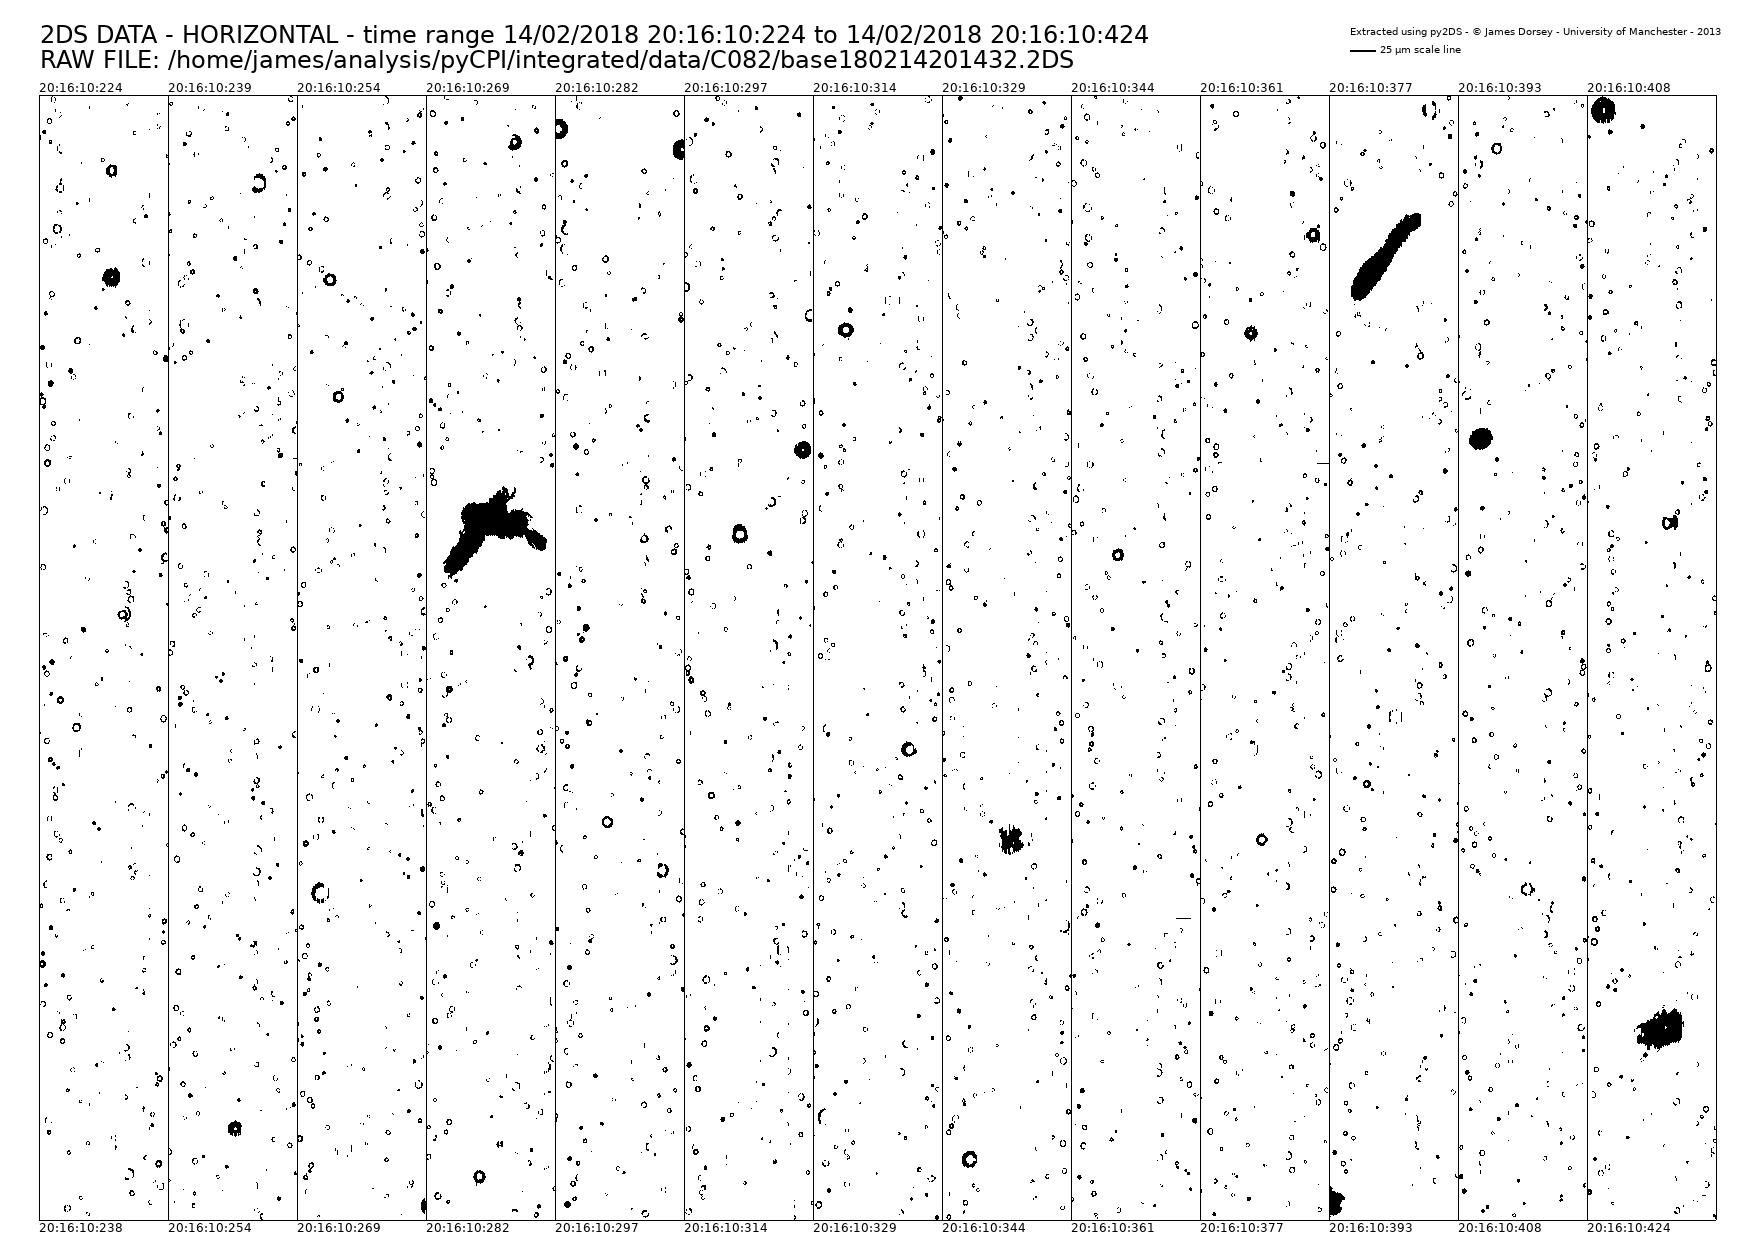 2DS DATA - HORIZONTAL - time range 14/02/2018 20:16:10:224 to 14/02/2018 20:16:10:424
RAW FILE: /home/james/analysis/pyCPI/integrated/data/C082/base180214201432.2DS
Extracted using py2DS - © James Dorsey - University of Manchester - 2013
25 µm scale line
20:16:10:224 20:16:10:239 20:16:10:254 20:16:10:269 20:16:10:282 20:16:10:297 20:16:10:314 20:16:10:329 20:16:10:344 20:16:10:361 20:16:10:377 20:16:10:393 20:16:10:408
20:16:10:238 20:16:10:254 20:16:10:269 20:16:10:282 20:16:10:297 20:16:10:314 20:16:10:329 20:16:10:344 20:16:10:361 20:16:10:377 20:16:10:393 20:16:10:408 20:16:10:424